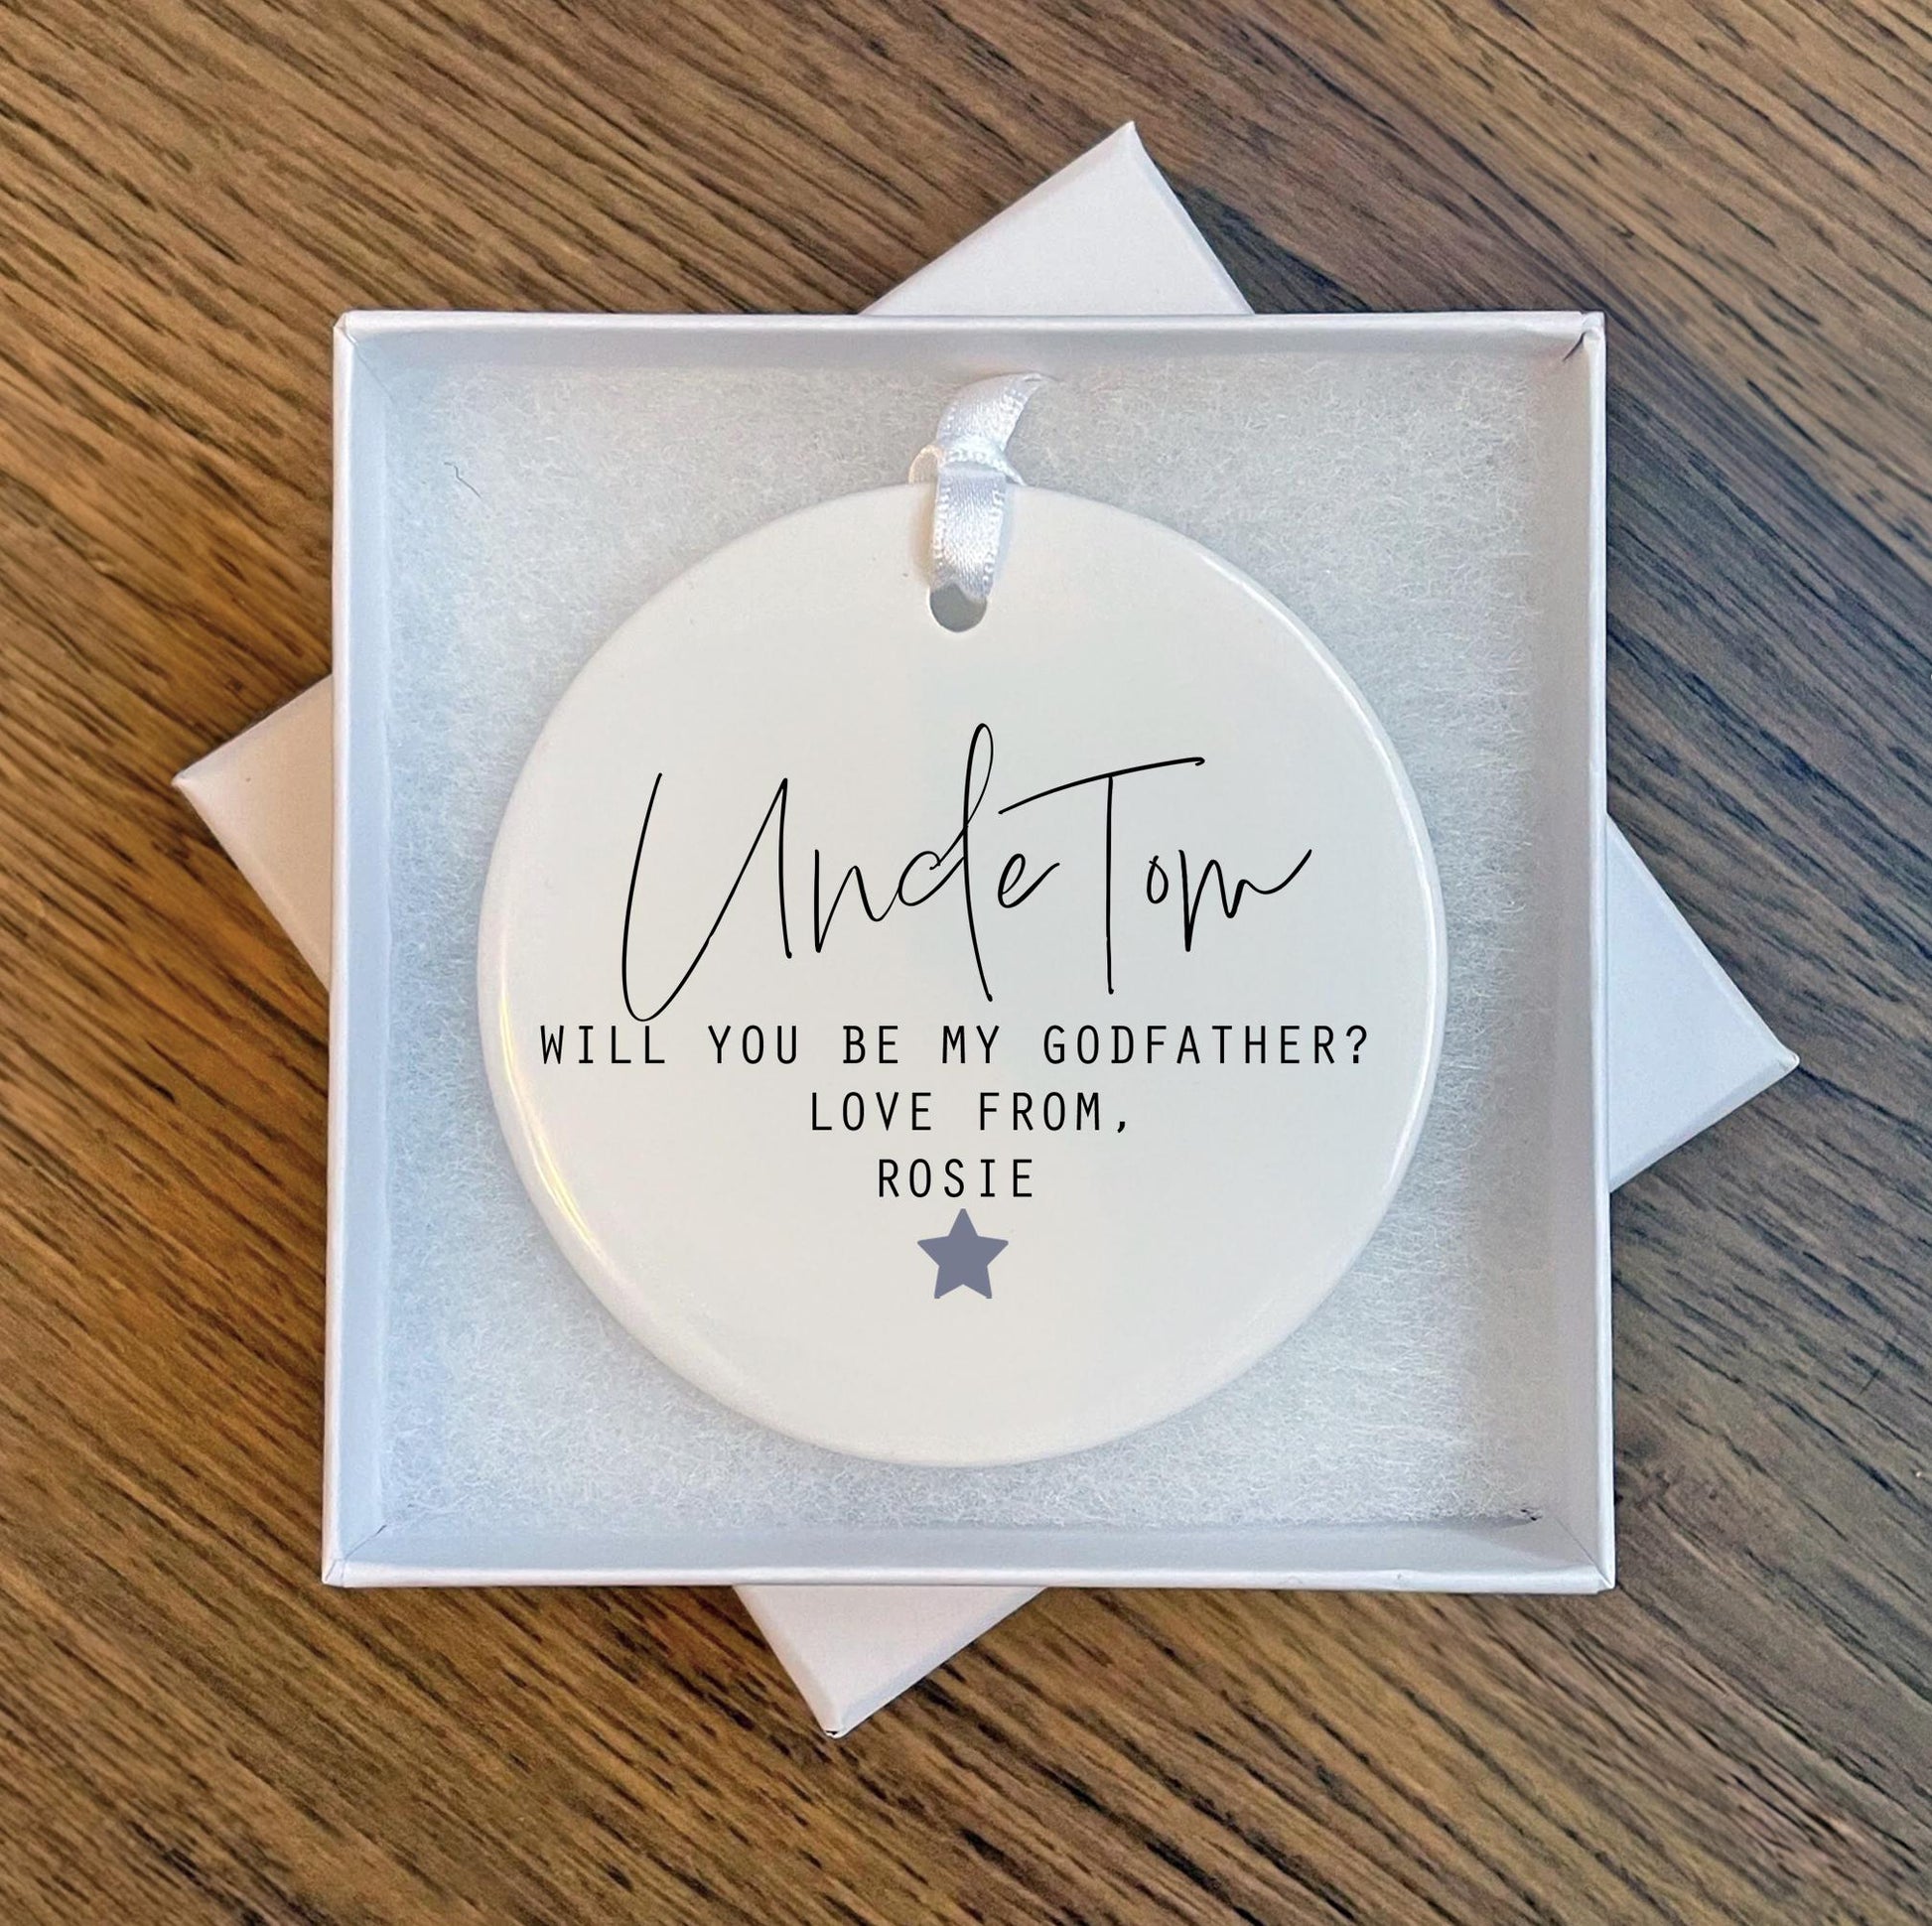 Uncle Tom
WILL YOU BE MY GODFATHER?
LOVE FROM,
ROSIE